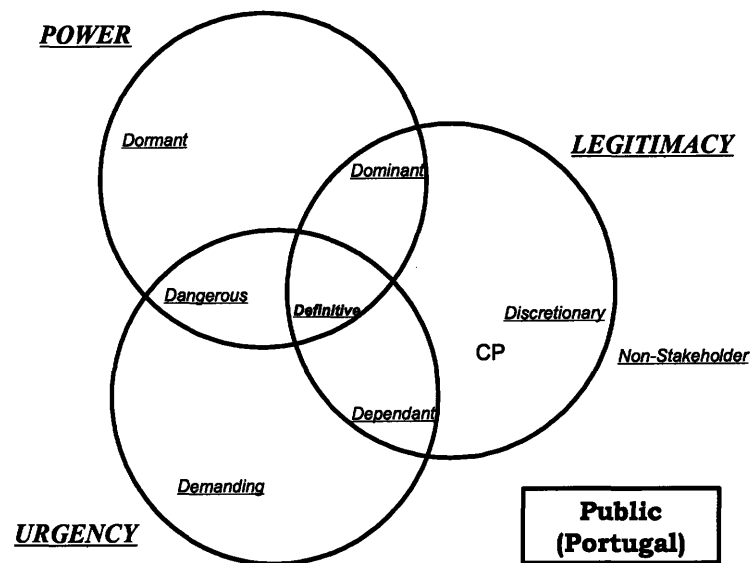 POWER
Dormant
LEGITIMACY
Dominant
Dangerous
Definitive
Discretionary
CP
Non-Stakeholder
Dependant
Demanding
URGENCY
Public
(Portugal)